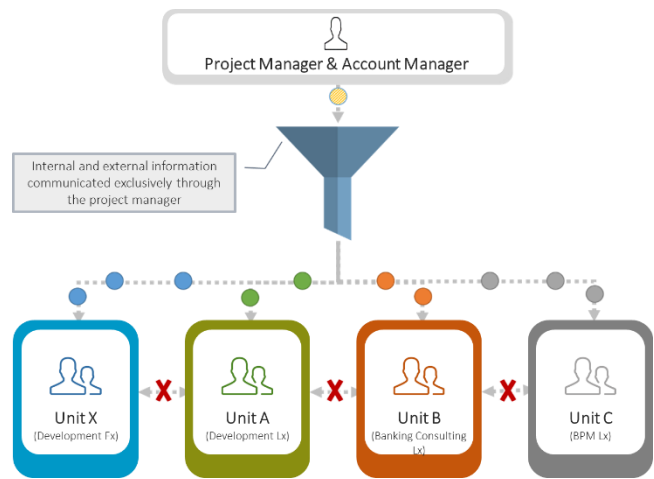 Project Manager & Account Manager
Internal and external information
communicated exclusively through
the project manager
Unit X
(Development Fx)
Unit A
(Development Lx)
Unit B
(Banking Consulting
Lx)
Unit C
(BPM Lx)